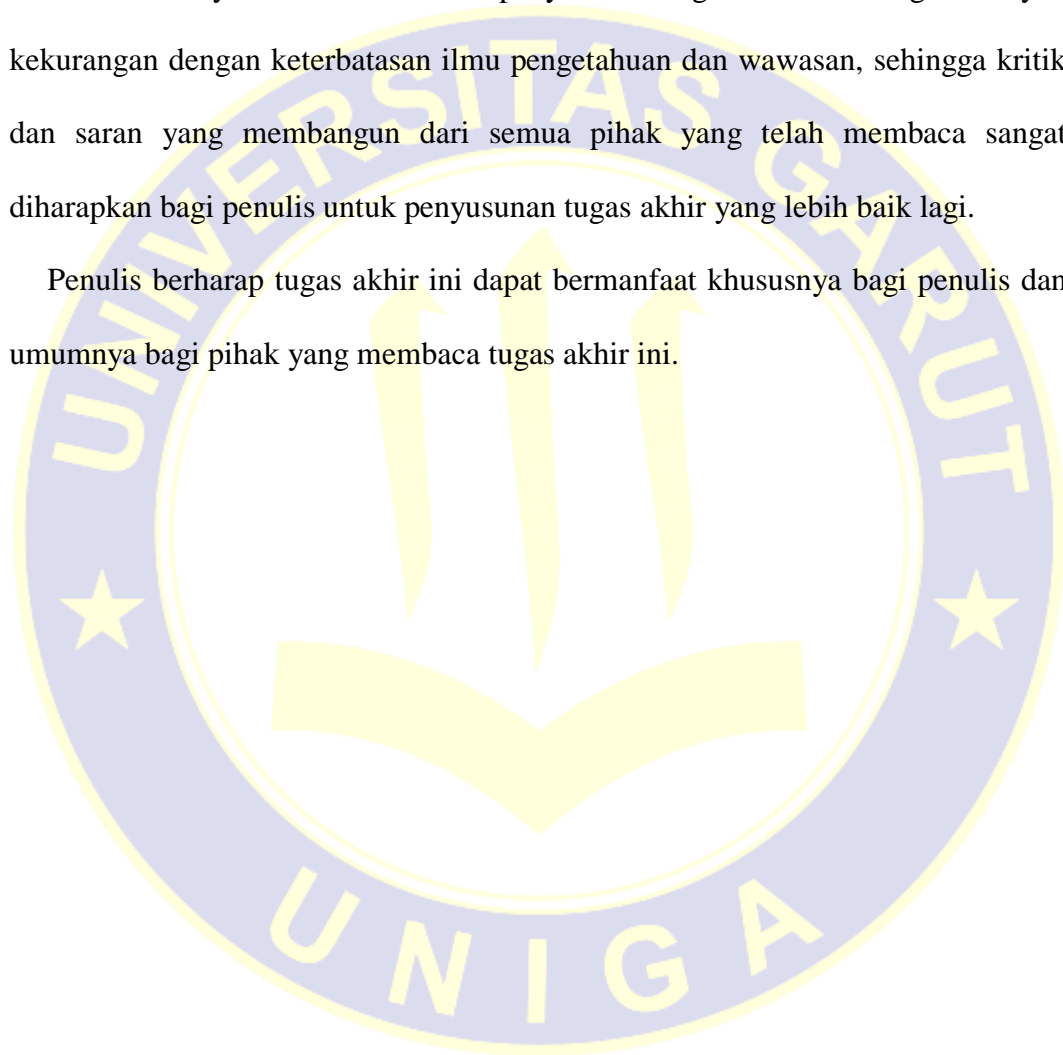 kekurangan dengan keterbatasan ilmu pengetahuan dan wawasan, sehingga kritik
dan saran yang membangun dari semua pihak yang telah membaca sangat
diharapkan bagi penulis untuk penyusunan tugas akhir yang lebih baik lagi.
Penulis berharap tugas akhir ini dapat bermanfaat khususnya bagi penulis dan
umumnya bagi pihak yang membaca tugas akhir ini.
UNIVERSITAS GARUT
UNIGA